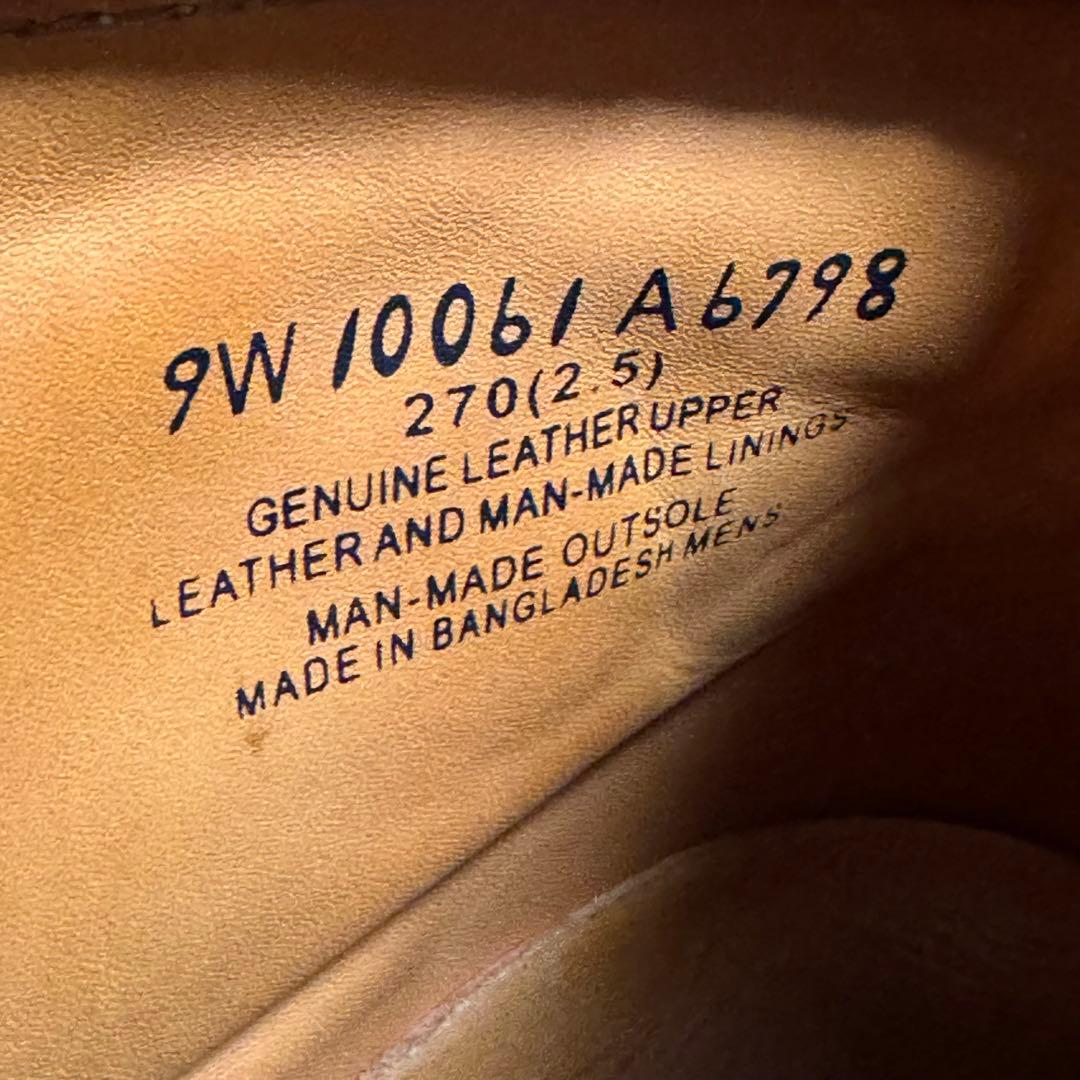 9W 10061 A6798
270(2.5)
GENUINE LEATHER UPPER
LEATHER AND MAN-MADE LININGS
MAN-MADE OUTSOLE
MADE IN BANGLADESH MENS